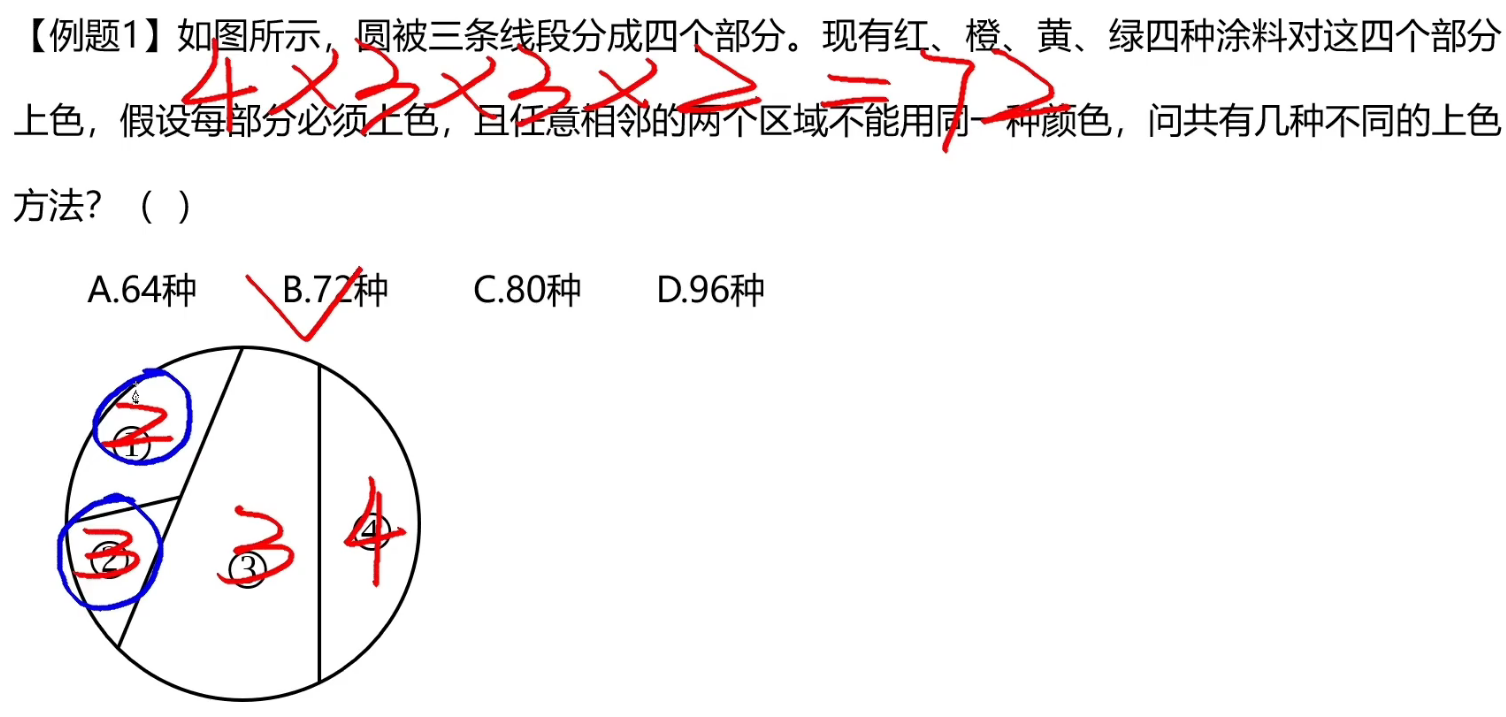 【例题1】如图所示，圆被三条线段分成四个部分。现有红、橙、黄、绿四种涂料对这四个部分
4×3×3×2=72
上色，假设每部分必须上色，且任意相邻的两个区域不能用同一种颜色，问共有几种不同的上色
方法？（ ）
A.64种 B.72种 C.80种 D.96种
2
①
3
②
3
③
4
④